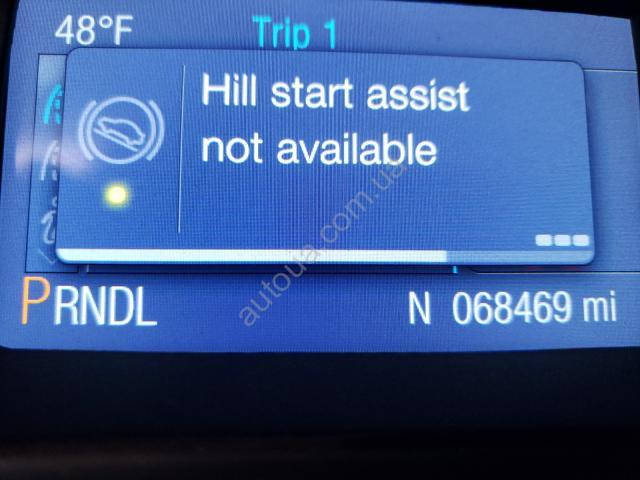 48°F
Trip 1
Hill start assist
not available
PRNDL
N 068469 mi
autoua.com.ua